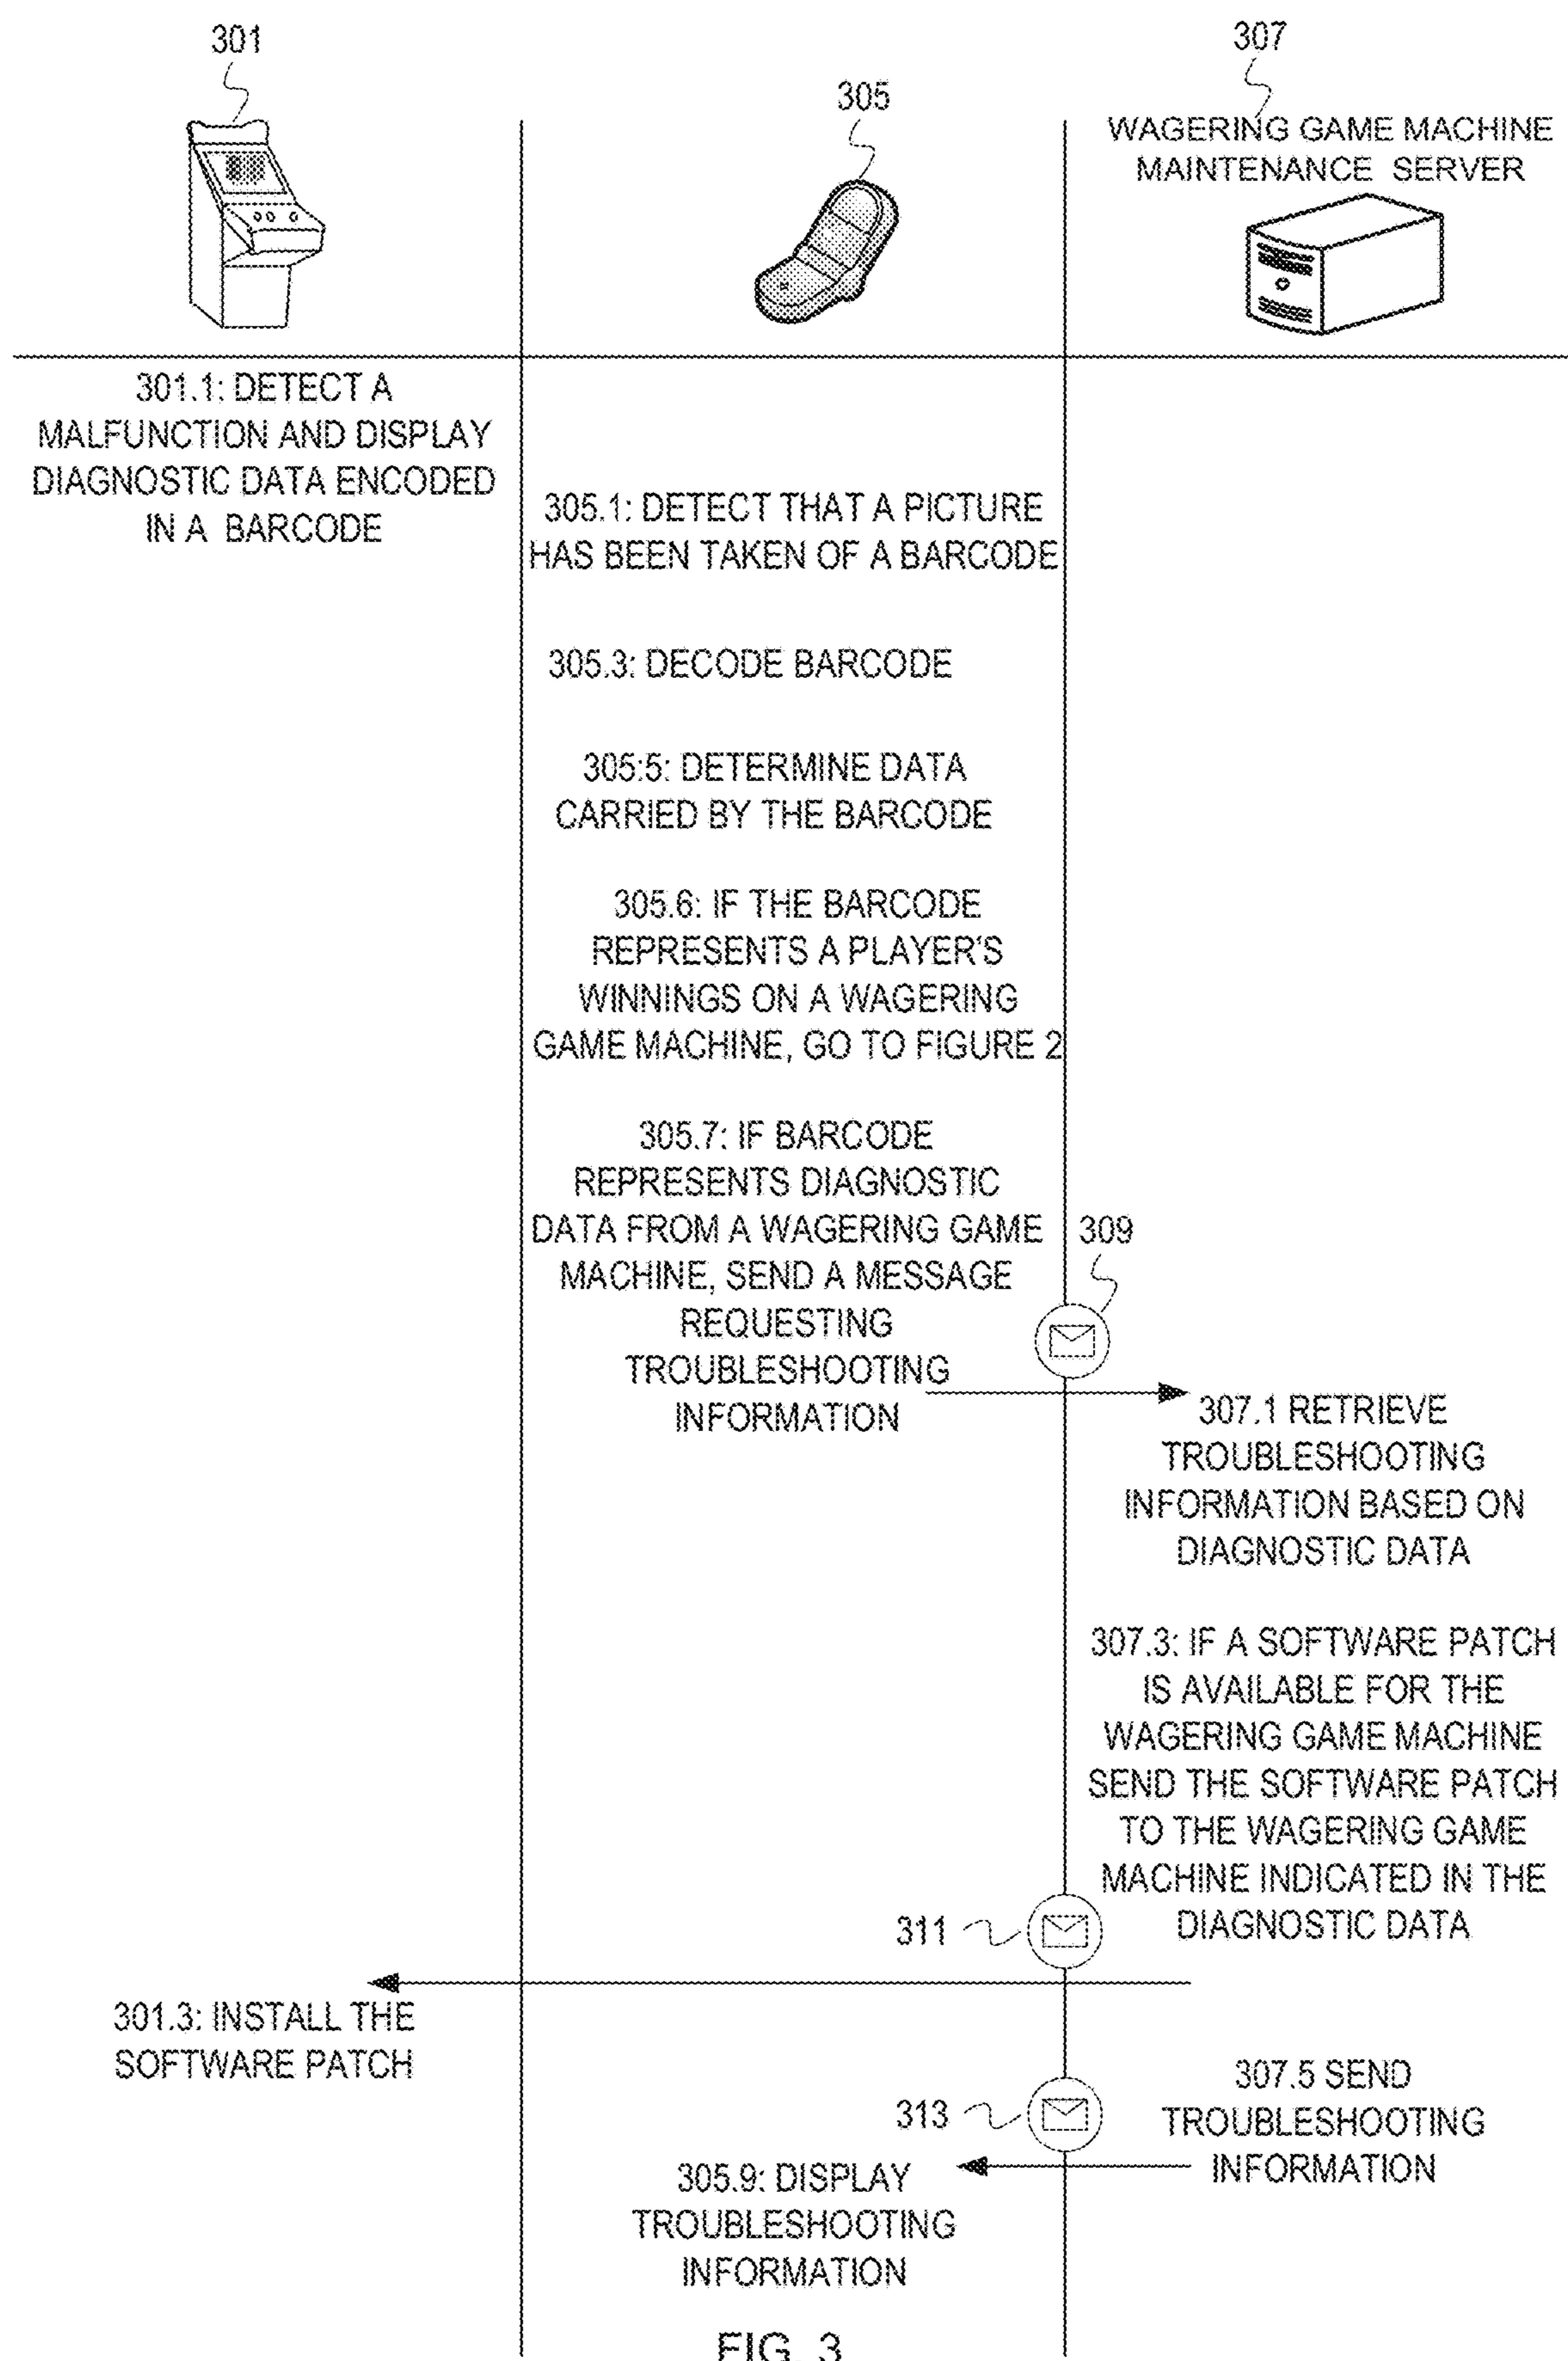 301
305
307
WAGERING GAME MACHINE
MAINTENANCE SERVER
301.1: DETECT A
MALFUNCTION AND DISPLAY
DIAGNOSTIC DATA ENCODED
IN A BARCODE
305.1: DETECT THAT A PICTURE
HAS BEEN TAKEN OF A BARCODE
305.3: DECODE BARCODE
305:5: DETERMINE DATA
CARRIED BY THE BARCODE
305.6: IF THE BARCODE
REPRESENTS A PLAYER'S
WINNINGS ON A WAGERING
GAME MACHINE, GO TO FIGURE 2
305.7: IF BARCODE
REPRESENTS DIAGNOSTIC
DATA FROM A WAGERING GAME
MACHINE, SEND A MESSAGE
REQUESTING
TROUBLESHOOTING
INFORMATION
309
307.1 RETRIEVE
TROUBLESHOOTING
INFORMATION BASED ON
DIAGNOSTIC DATA
307.3: IF A SOFTWARE PATCH
IS AVAILABLE FOR THE
WAGERING GAME MACHINE
SEND THE SOFTWARE PATCH
TO THE WAGERING GAME
MACHINE INDICATED IN THE
DIAGNOSTIC DATA
311
301.3: INSTALL THE
SOFTWARE PATCH
307.5 SEND
TROUBLESHOOTING
INFORMATION
313
305.9: DISPLAY
TROUBLESHOOTING
INFORMATION
FIG. 3